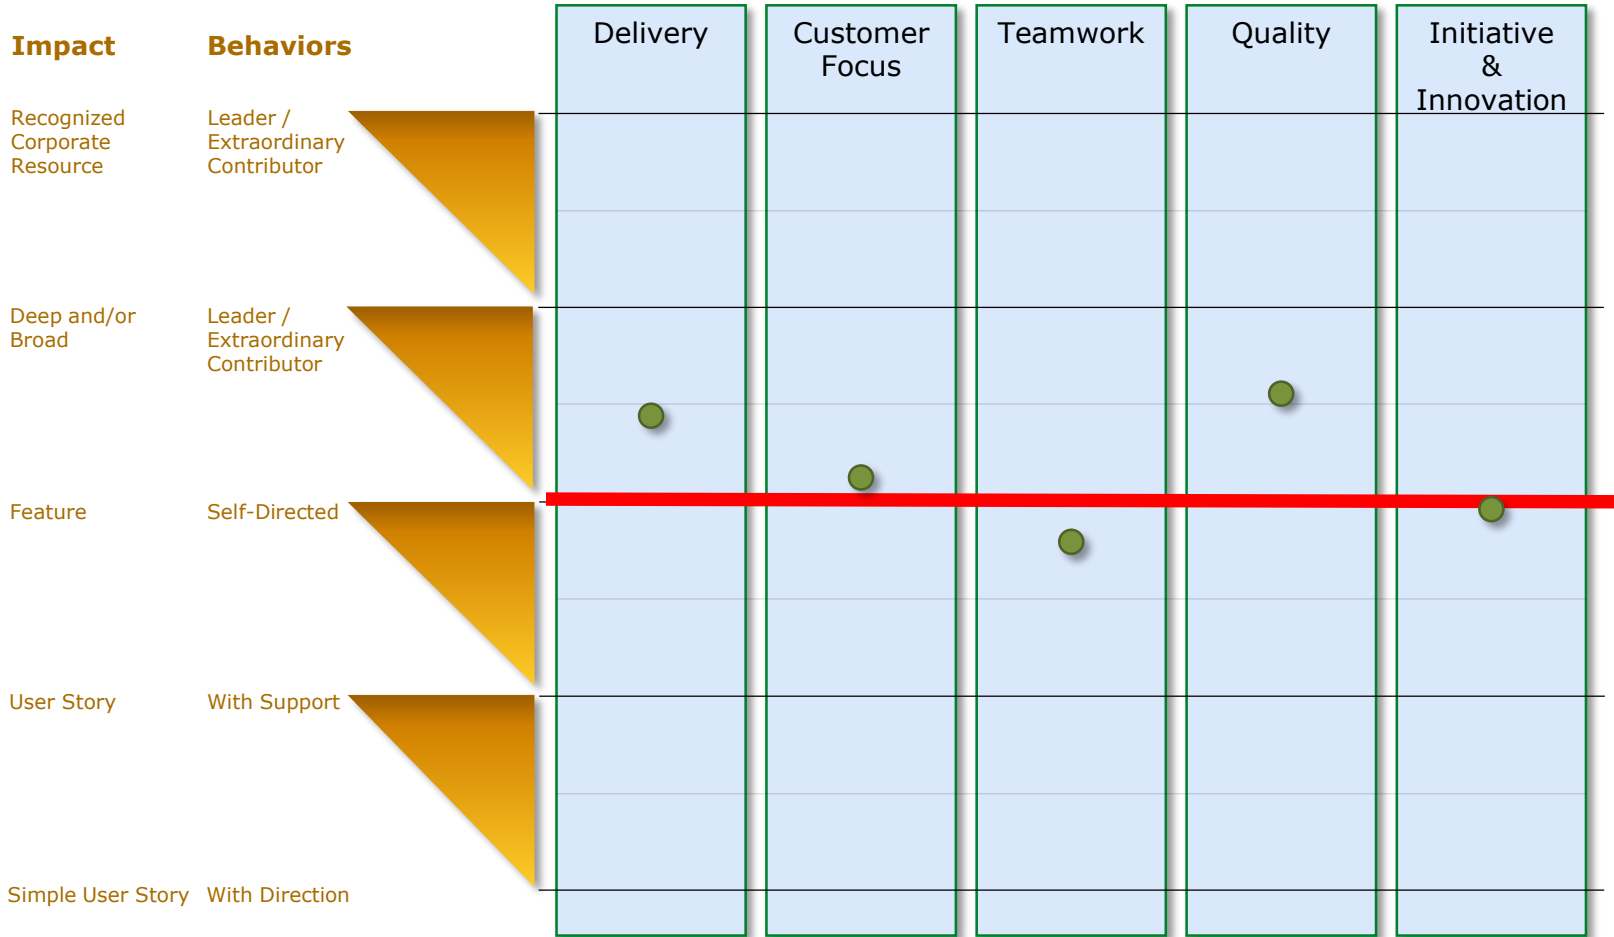 Impact
Behaviors
Delivery
Customer
Focus
Teamwork
Quality
Initiative
&
Innovation
Recognized
Corporate
Resource
Leader /
Extraordinary
Contributor
Deep and/or
Broad
Leader /
Extraordinary
Contributor
Feature
Self-Directed
User Story
With Support
Simple User Story
With Direction